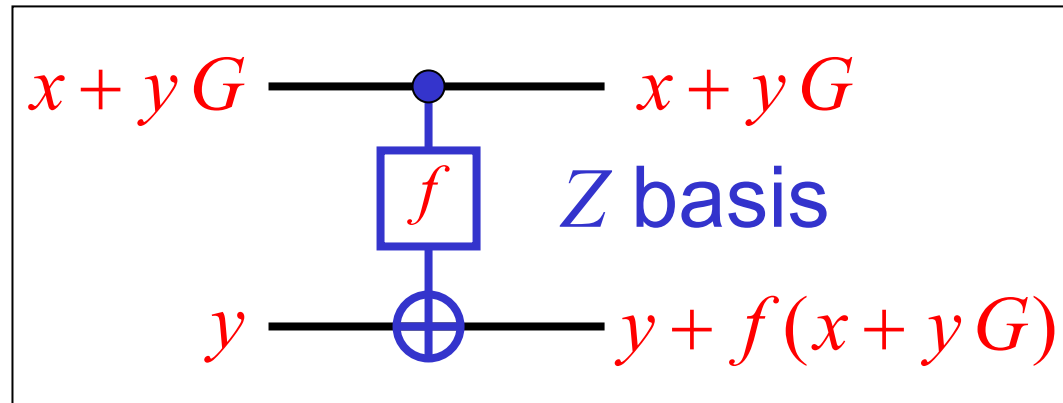 x + y G x + y G
f Z basis
y y + f(x + y G)